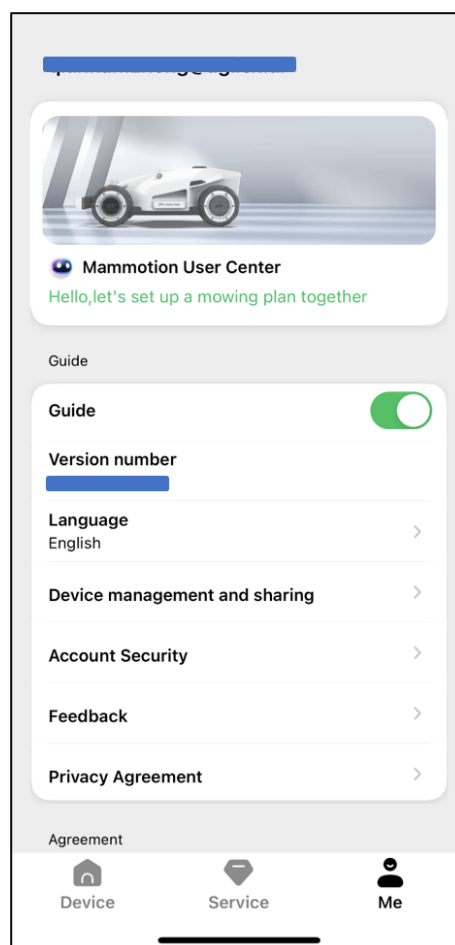 Mammotion User Center
Hello,let's set up a mowing plan together
Guide
Guide
Version number
Language
English
Device management and sharing
Account Security
Feedback
Privacy Agreement
Agreement
Device
Service
Me